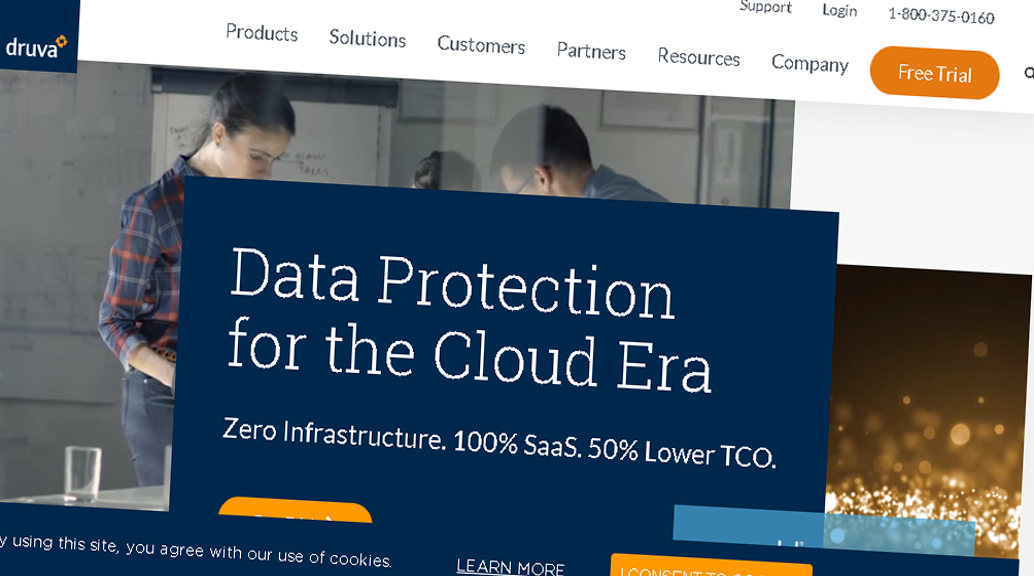 Support Login 1-800-375-0160
druva
Products Solutions Customers Partners Resources Company Free Trial
Data Protection
for the Cloud Era
Zero Infrastructure. 100% SaaS. 50% Lower TCO.
using this site, you agree with our use of cookies.
LEARN MORE
I CONSENT TO